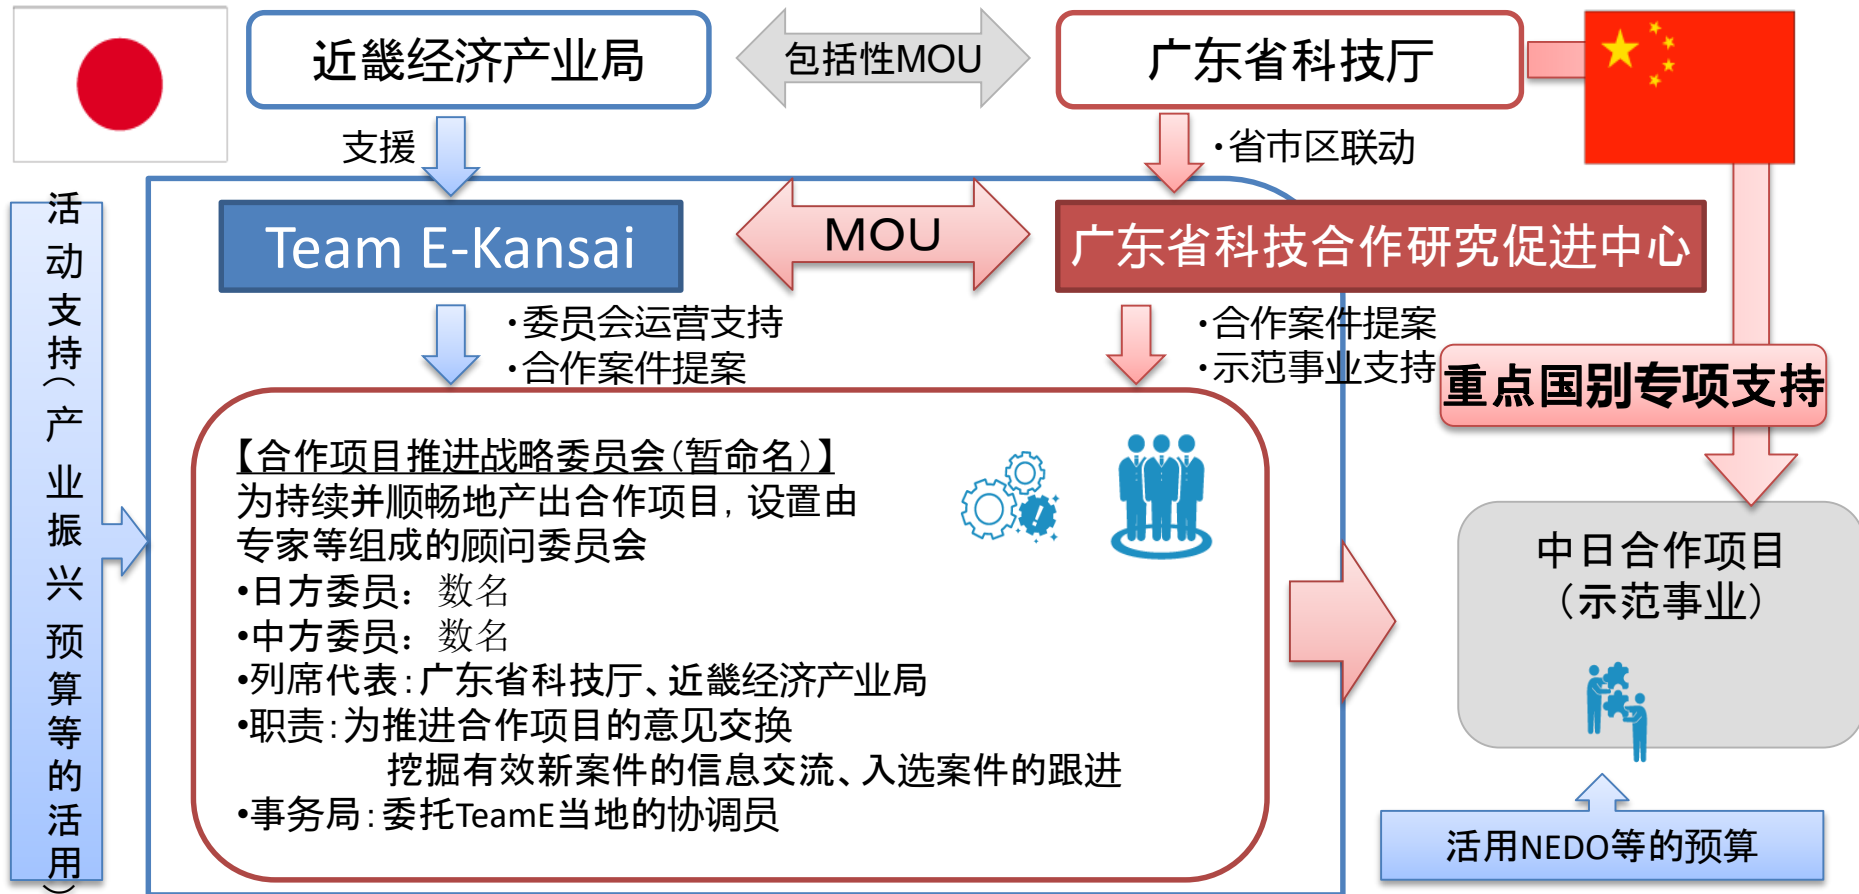 近畿经济产业局
包括性MOU
广东省科技厅
支援
・省市区联动
活动支持（产业振兴预算等的活用）
Team E-Kansai
MOU
广东省科技合作研究促进中心
・委员会运营支持
・合作案件提案
・合作案件提案
・示范事业支持
重点国别专项支持
【合作项目推进战略委员会（暂命名）】
为持续并顺畅地产出合作项目，设置由
专家等组成的顾问委员会
•日方委员：数名
•中方委员：数名
•列席代表：广东省科技厅、近畿经济产业局
•职责：为推进合作项目的意见交换
挖掘有效新案件的信息交流、入选案件的跟进
•事务局：委托TeamE当地的协调员
中日合作项目
（示范事业）
活用NEDO等的预算